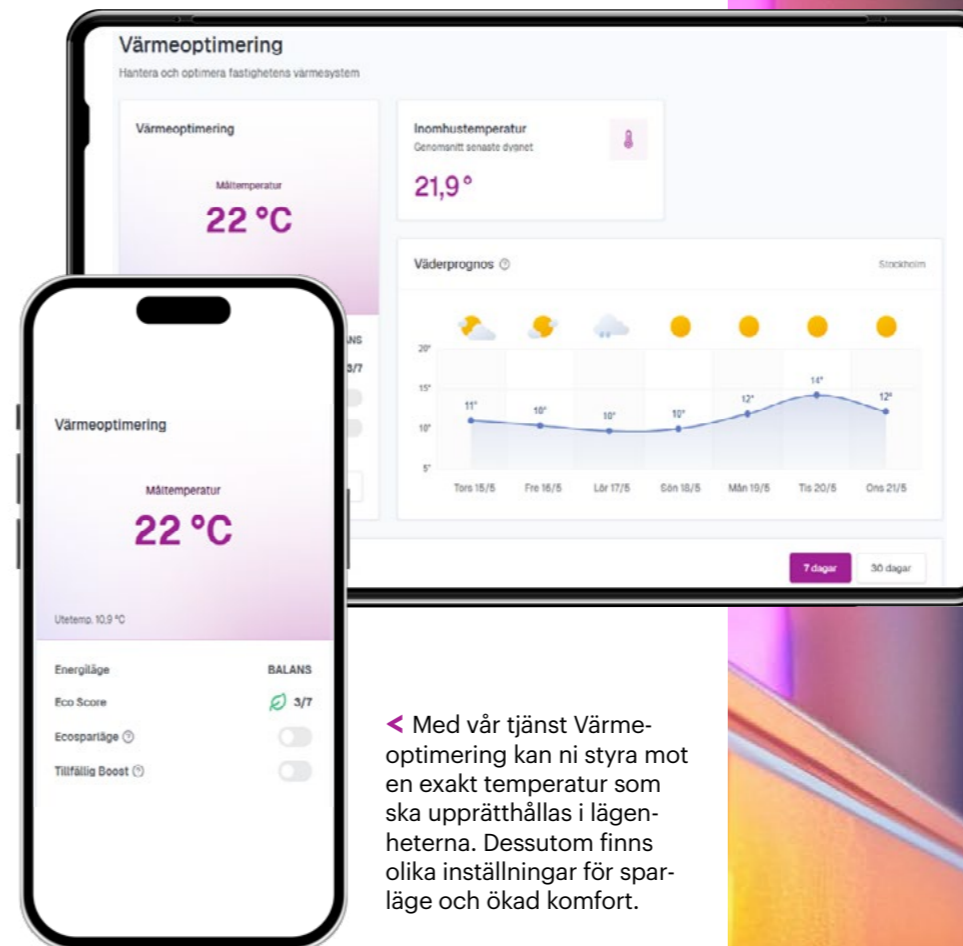 Värmeoptimering
Hantera och optimera fastighetens värmesystem
Värmeoptimering
Måltemperatur
22 °C
Inomhustemperatur
Genomsnitt senaste dygnet
21,9°
Väderprognos
Stockholm
20°
15°
10°
5°
11°
10°
10°
10°
12°
14°
12°
Tors 15/5
Fre 16/5
Lör 17/5
Sön 18/5
Mån 19/5
Tis 20/5
Ons 21/5
3/7
7 dagar
30 dagar
Värmeoptimering
Måltemperatur
22 °C
Utetemp. 10,9 °C
Energiläge BALANS
Eco Score 3/7
Ecosparläge
Tillfällig Boost
< Med vår tjänst Värme-
optimering kan ni styra mot
en exakt temperatur som
ska upprätthållas i lägen-
heterna. Dessutom finns
olika inställningar för spar-
läge och ökad komfort.